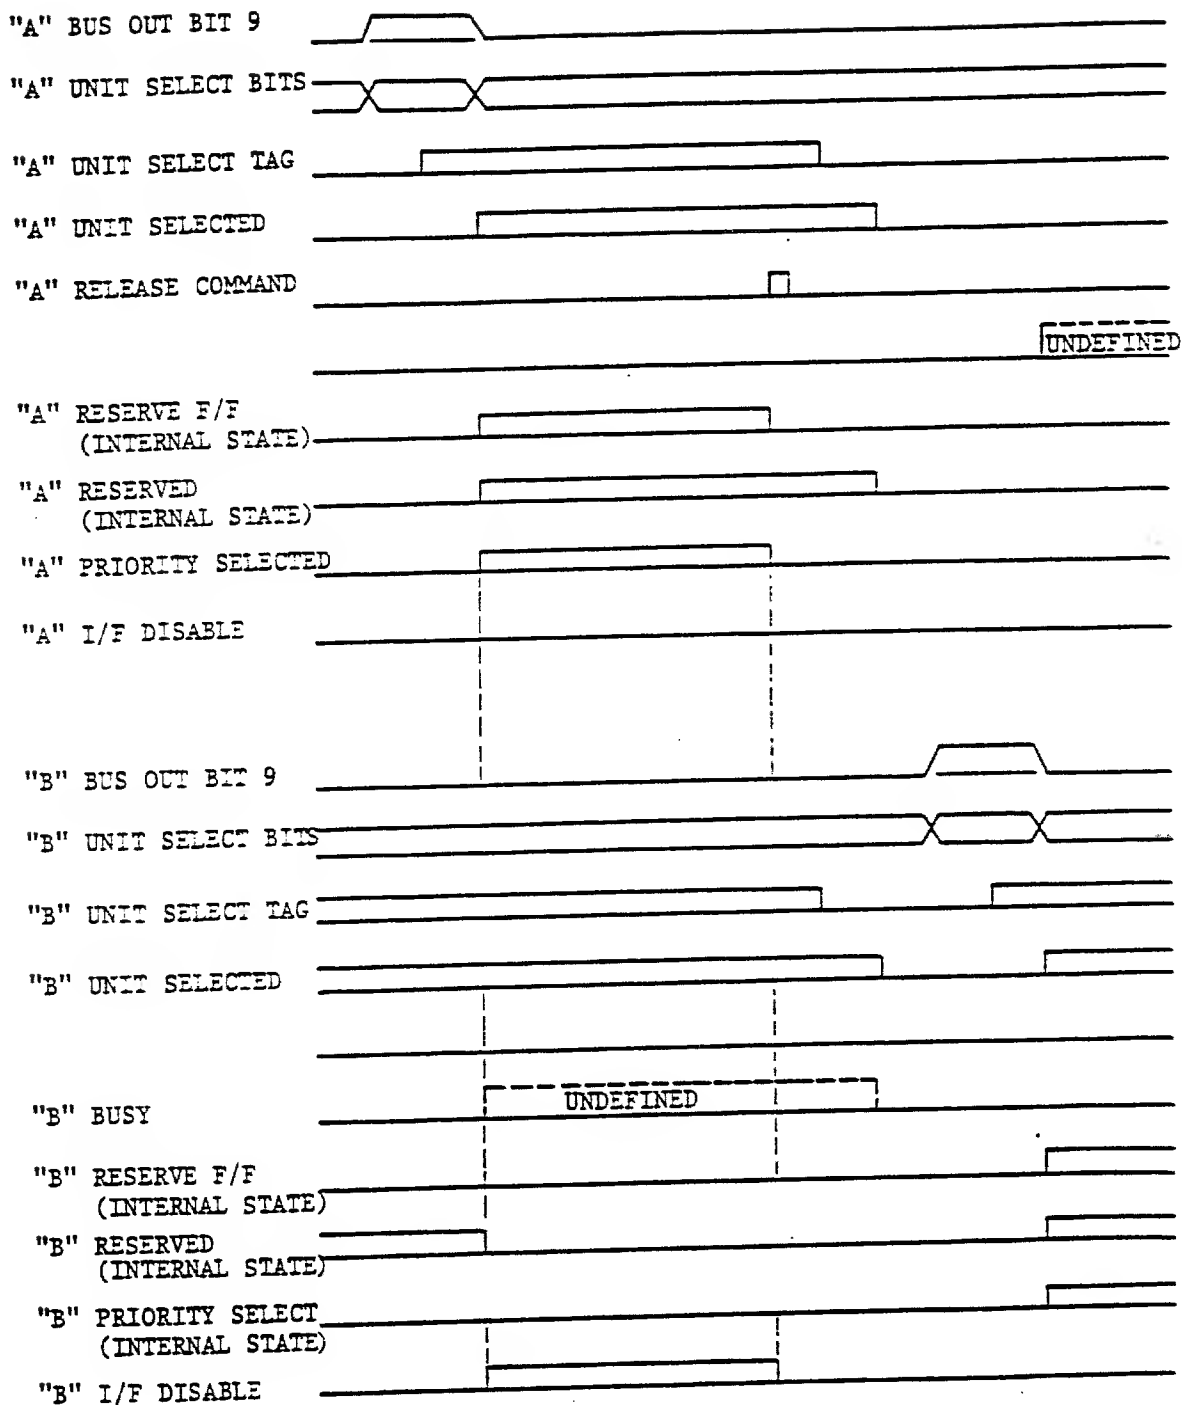 "A" BUS OUT BIT 9
"A" UNIT SELECT BITS
"A" UNIT SELECT TAG
"A" UNIT SELECTED
"A" RELEASE COMMAND
UNDEFINED
"A" RESERVE F/F
(INTERNAL STATE)
"A" RESERVED
(INTERNAL STATE)
"A" PRIORITY SELECTED
"A" I/F DISABLE
"B" BUS OUT BIT 9
"B" UNIT SELECT BITS
"B" UNIT SELECT TAG
"B" UNIT SELECTED
UNDEFINED
"B" BUSY
"B" RESERVE F/F
(INTERNAL STATE)
"B" RESERVED
(INTERNAL STATE)
"B" PRIORITY SELECT
(INTERNAL STATE)
"B" I/F DISABLE